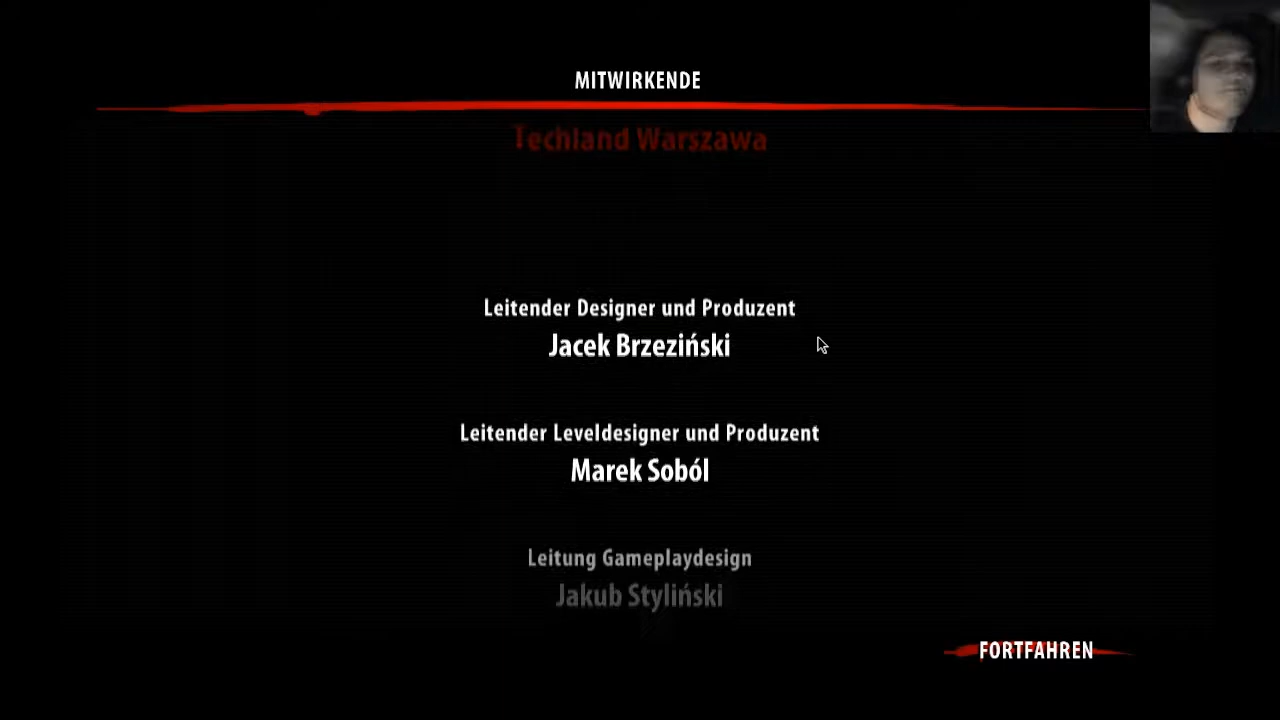 MITWIRKENDE
Techland Warszawa
Leitender Designer und Produzent
Jacek Brzeziński
Leitender Leveldesigner und Produzent
Marek Soból
Leitung Gameplaydesign
Jakub Styliński
FORTFAHREN